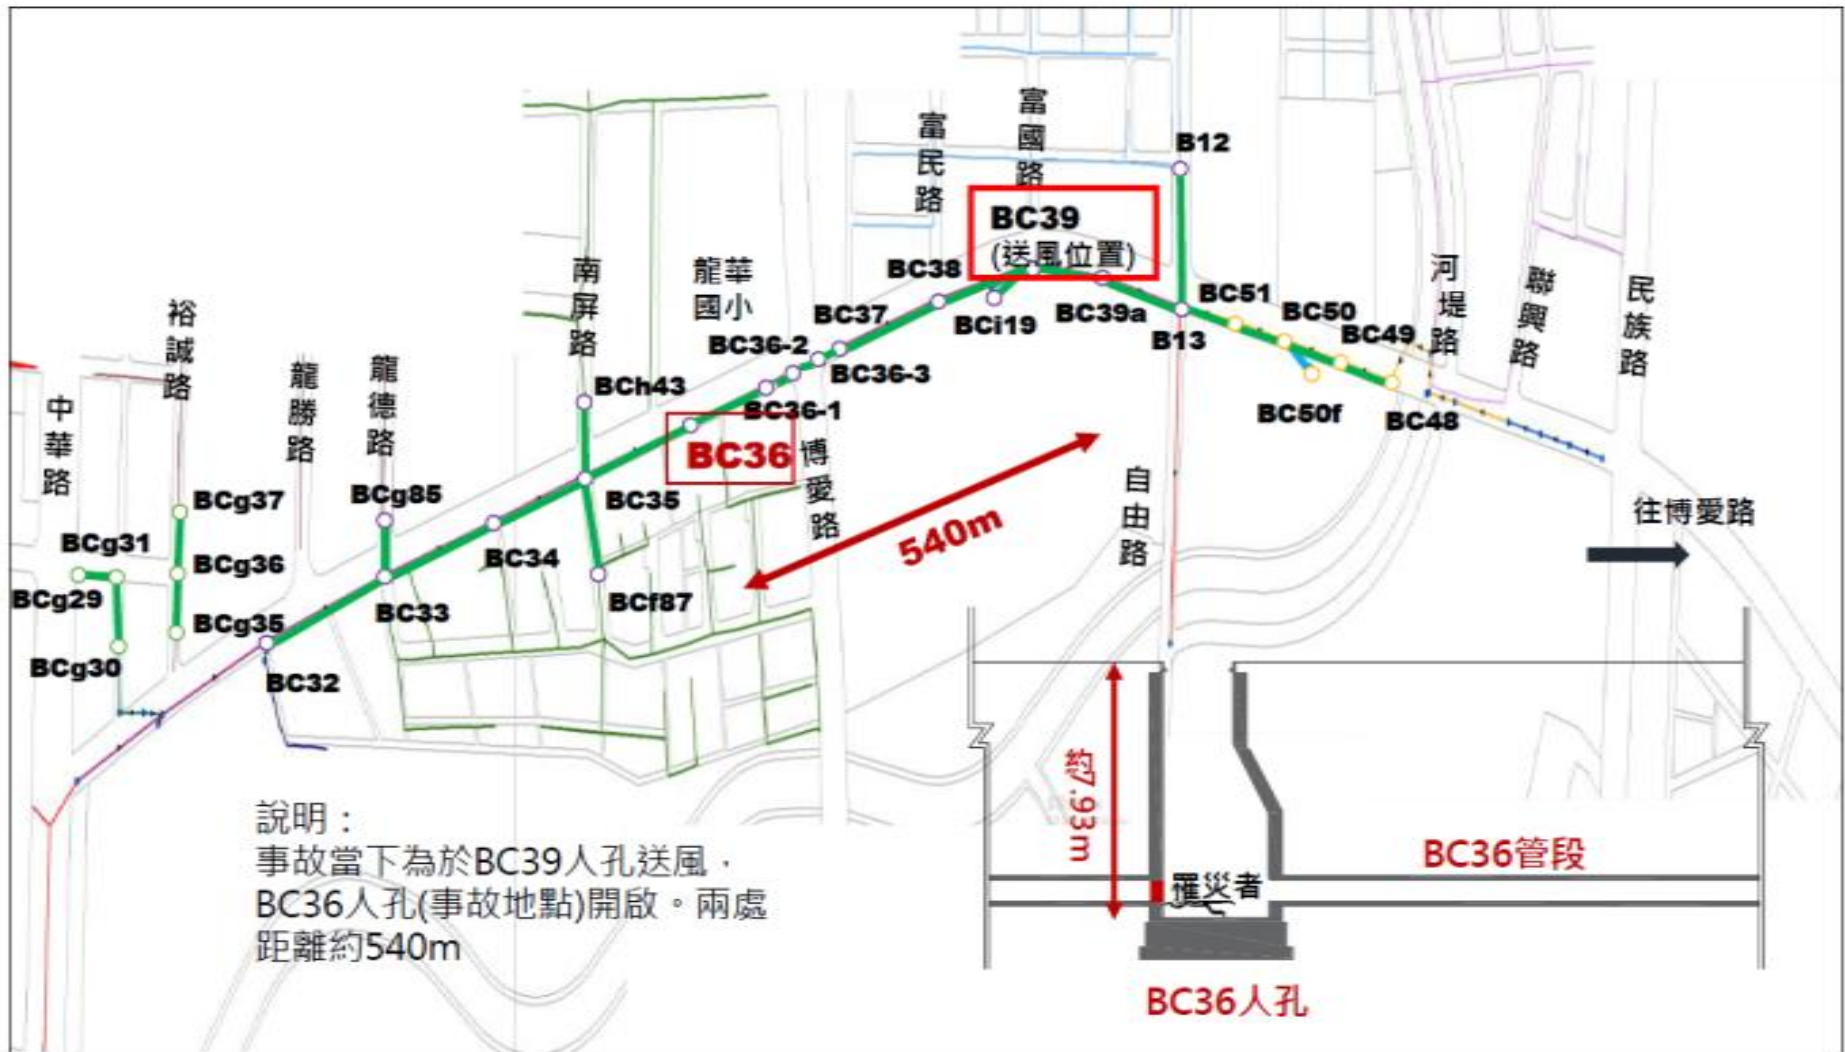 富國路
富民路
B12
BC39
(送風位置)
南屏路
龍華
國小
BC38
河堤路
聯興路
民族路
裕誠路
BC51
BC37
BCi19
BC39a
BC50
BC49
B13
BC36-2
BC36-3
龍勝路
龍德路
中華路
BCh43
BC36-1
BC50f
BC48
BC36
博愛路
自由路
BCg37
BCg85
BC35
540m
往博愛路
BCg31
BCg36
BC34
BCg29
BC33
BCf87
BCg35
BCg30
BC32
約7.93m
說明：
事故當下為於BC39人孔送風，
BC36人孔(事故地點)開啟。兩處
距離約540m
BC36管段
罹災者
BC36人孔